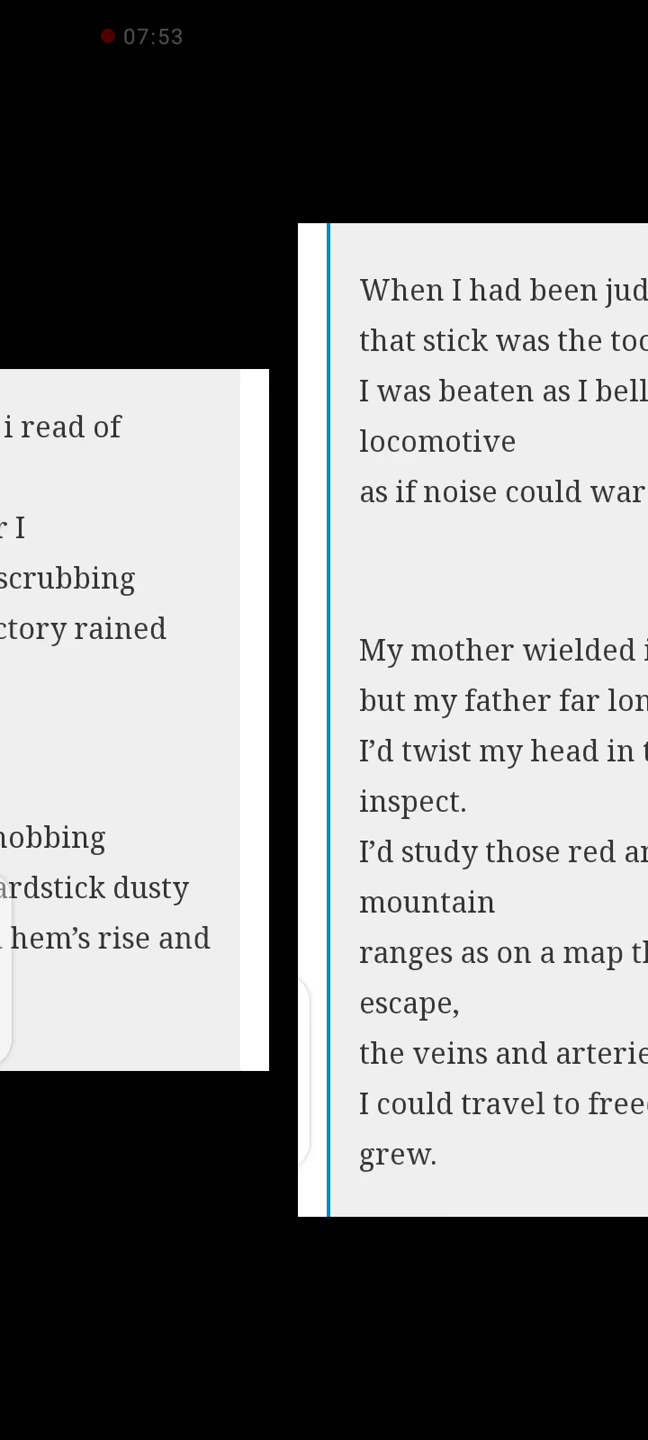 07:53
i read of
r I
scrubbing
ctory rained
nobbing
ardstick dusty
hem’s rise and
When I had been jud
that stick was the too
I was beaten as I bell
locomotive
as if noise could war
My mother wielded i
but my father far lon
I’d twist my head in t
inspect.
I’d study those red ar
mountain
ranges as on a map th
escape,
the veins and arterie
I could travel to free
grew.